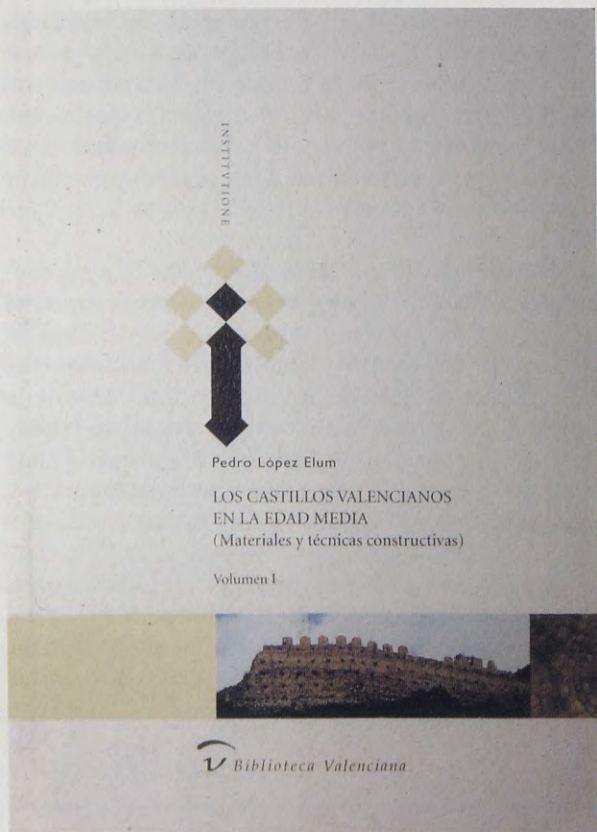 INSTITVTIONE
Pedro López Elum
LOS CASTILLOS VALENCIANOS
EN LA EDAD MEDIA
(Materiales y técnicas constructivas)
Volumen I
Biblioteca Valenciana